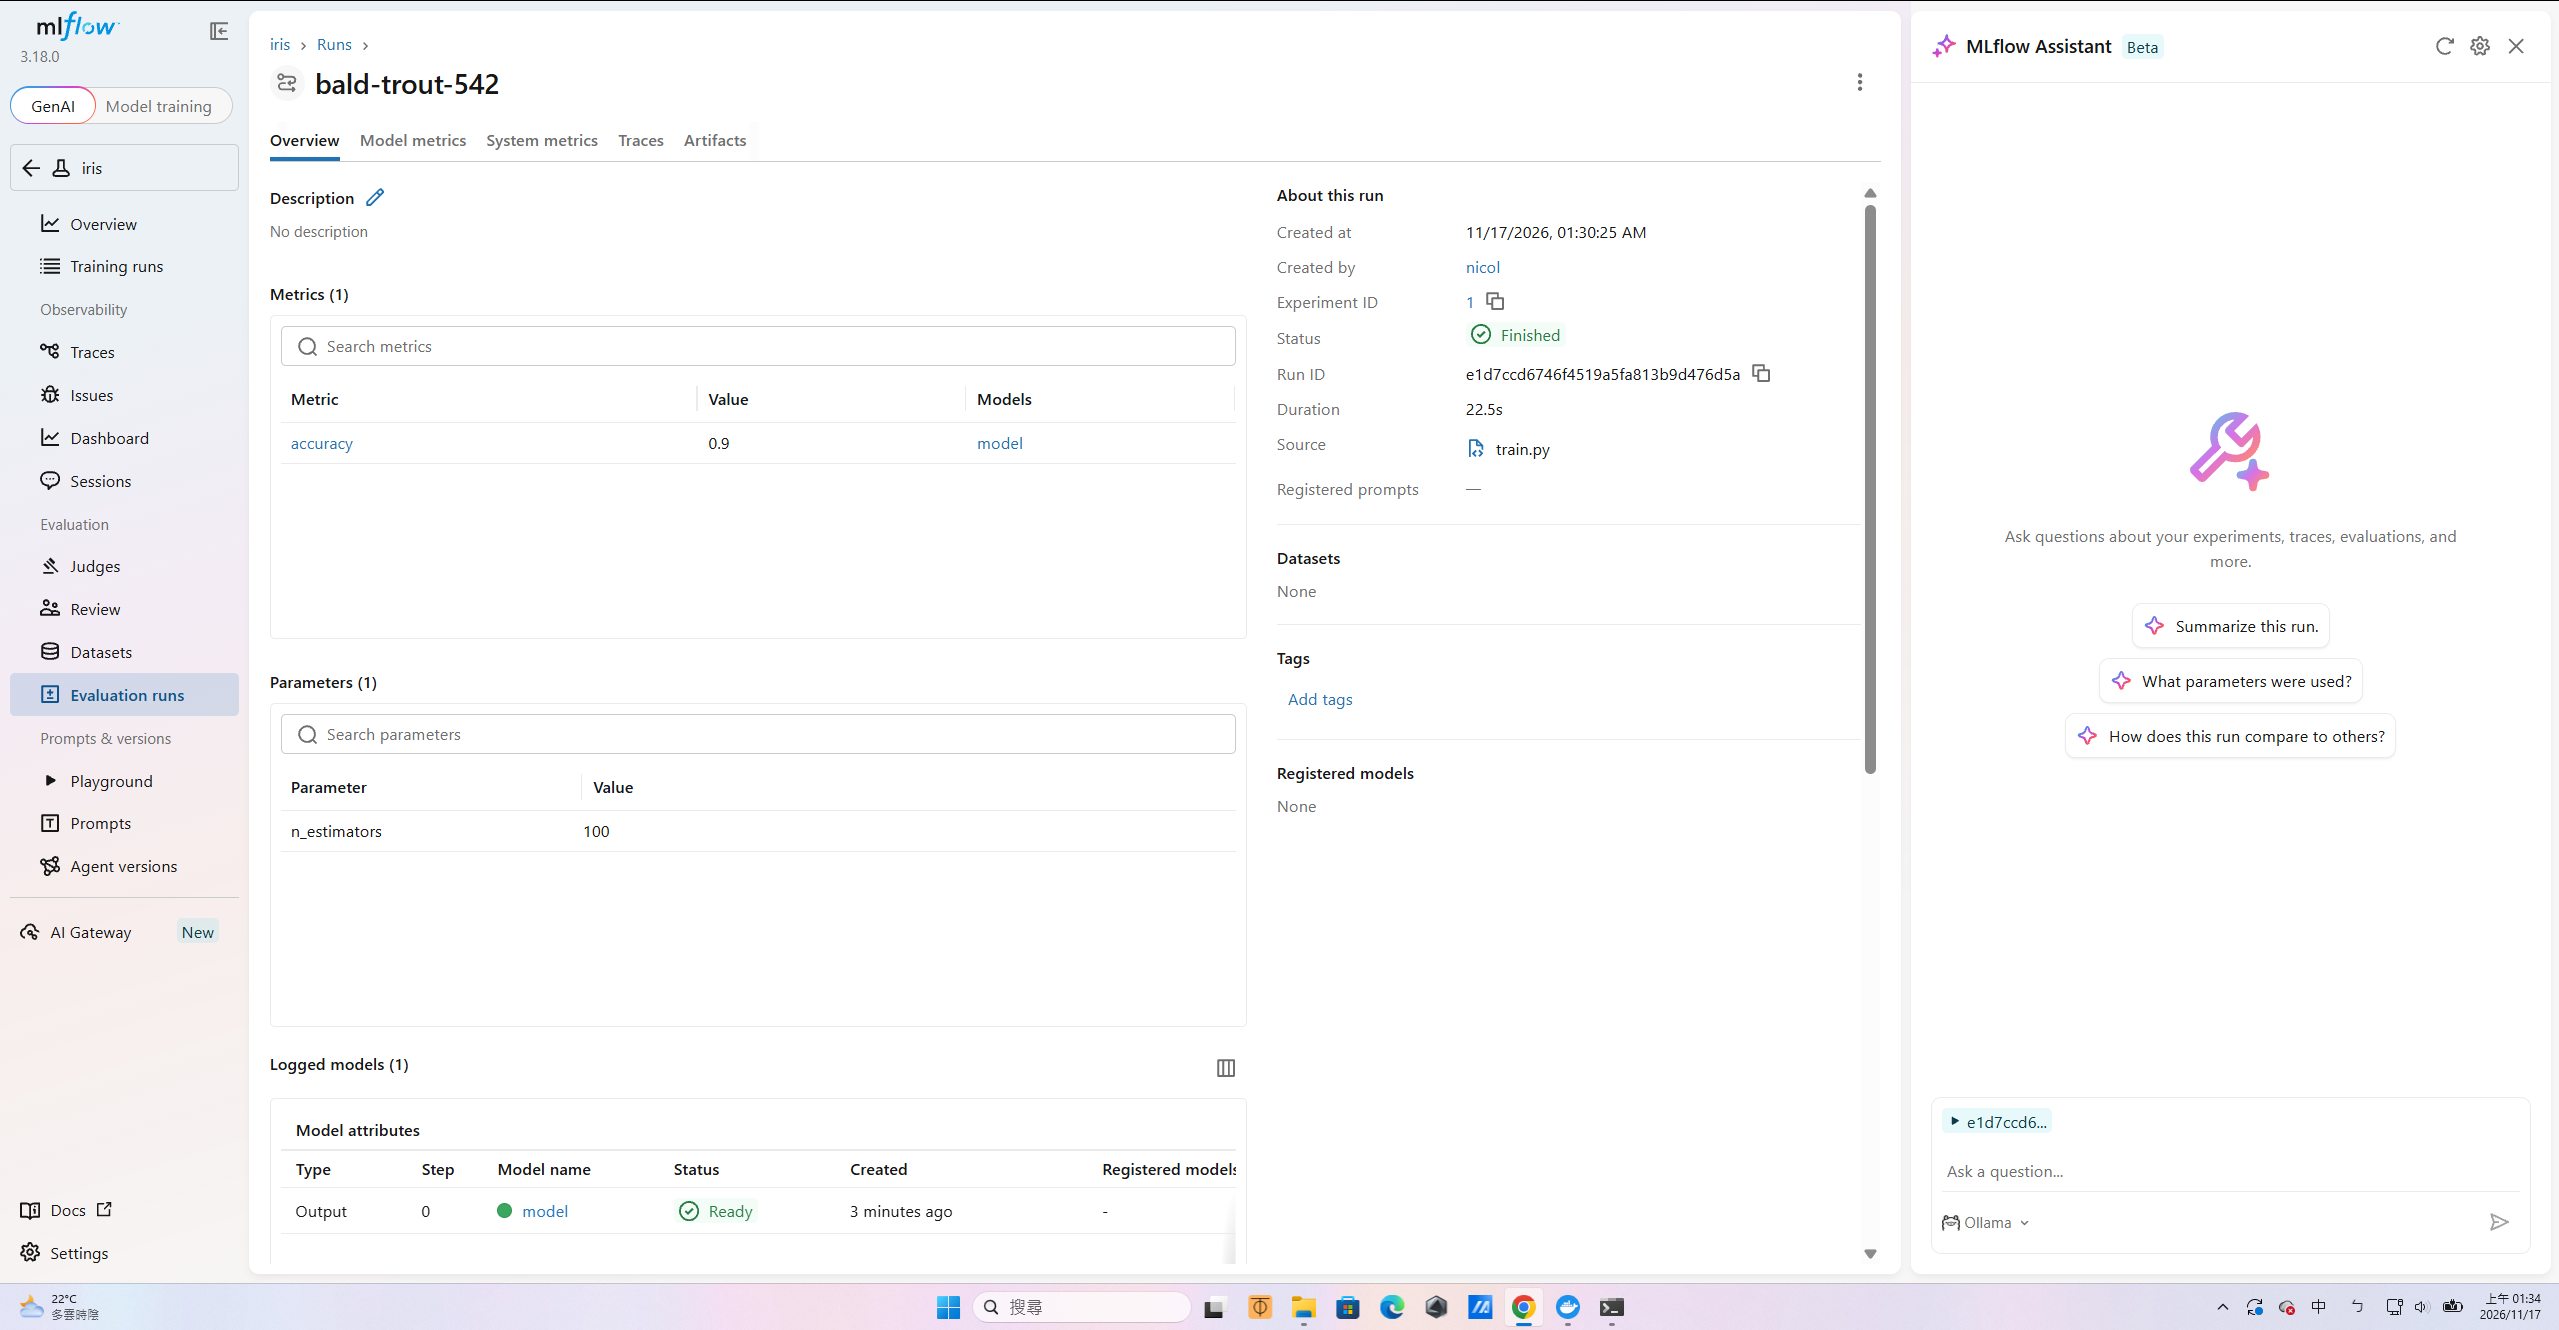 mlflow
3.18.0
GenAI
Model training
iris
Overview
Training runs
Observability
Traces
Issues
Dashboard
Sessions
Evaluation
Judges
Review
Datasets
Evaluation runs
Prompts & versions
Playground
Prompts
Agent versions
AI Gateway New
Docs
Settings
iris > Runs >
bald-trout-542
Overview Model metrics System metrics Traces Artifacts
Description
No description
Metrics (1)
Search metrics
Metric Value Models
accuracy 0.9 model
Parameters (1)
Search parameters
Parameter Value
n_estimators 100
Logged models (1)
Model attributes
Type Step Model name Status Created Registered models
Output 0 model Ready 3 minutes ago -
About this run
Created at 11/17/2026, 01:30:25 AM
Created by nicol
Experiment ID 1
Status Finished
Run ID e1d7ccd6746f4519a5fa813b9d476d5a
Duration 22.5s
Source train.py
Registered prompts —
Datasets
None
Tags
Add tags
Registered models
None
MLflow Assistant Beta
Ask questions about your experiments, traces, evaluations, and
more.
Summarize this run.
What parameters were used?
How does this run compare to others?
e1d7ccd6...
Ask a question...
Ollama
22°C
多雲時陰
搜尋
中
ㄅ
上午 01:34
2026/11/17